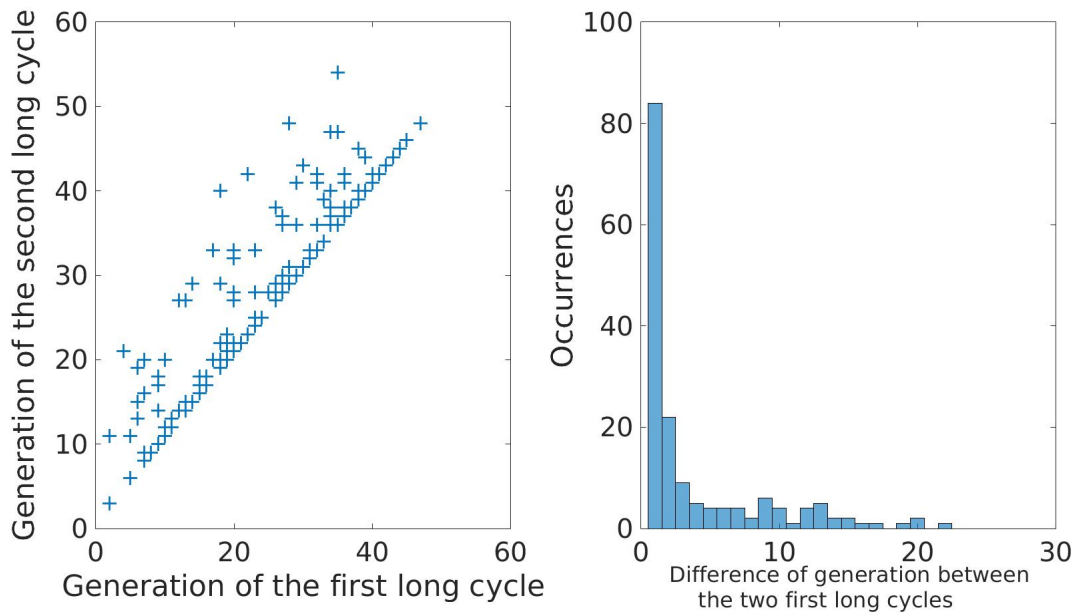 60
50
40
30
20
10
0
0 20 40 60
Generation of the second long cycle
Generation of the first long cycle
100
80
60
40
20
0
0 10 20 30
Occurrences
Difference of generation between
the two first long cycles